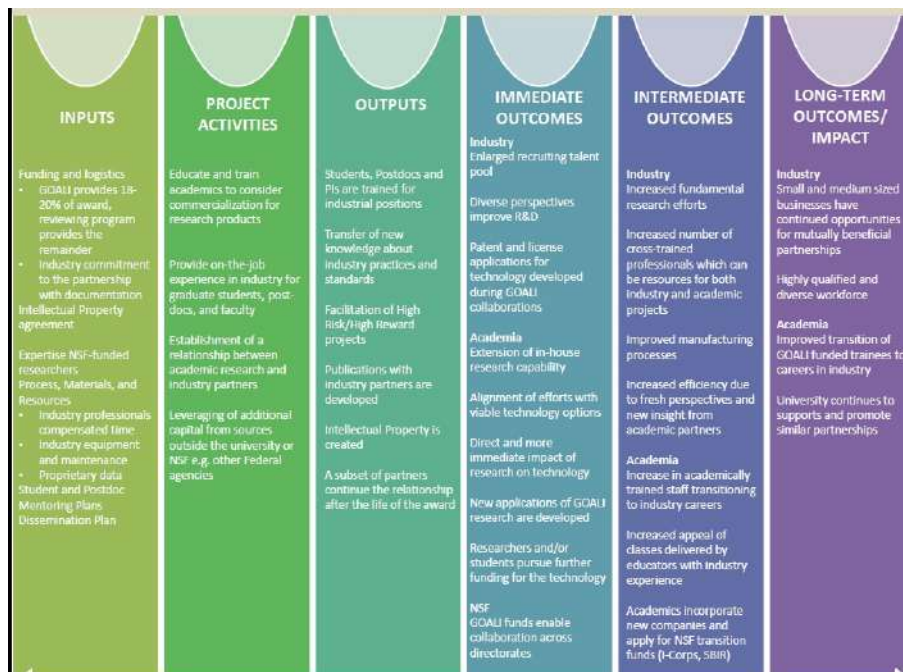 INPUTS
Funding and logistics
• GOALI provides 18-
20% of award,
reviewing program
provides the
remainder
• Industry commitment
to the partnership
with documentation
Intellectual Property
agreement
Expertise NSF-funded
researchers
Process, Materials, and
Resources
• Industry professionals
compensated time
• Industry equipment
and maintenance
• Proprietary data
Student and Postdoc
Mentoring Plans
Dissemination Plan
PROJECT
ACTIVITIES
Educate and train
academics to consider
commercialization for
research products
Provide on-the-job
experience in industry for
graduate students, post-
docs, and faculty
Establishment of a
relationship between
academic research and
industry partners
Leveraging of additional
capital from sources
outside the university or
NSF e.g. other Federal
agencies
OUTPUTS
Students, Postdocs and
PIs are trained for
industrial positions
Transfer of new
knowledge about
industry practices and
standards
Facilitation of High
Risk/High Reward
projects
Publications with
industry partners are
developed
Intellectual Property is
created
A subset of partners
continue the relationship
after the life of the award
IMMEDIATE
OUTCOMES
Industry
Enlarged recruiting talent
pool
Diverse perspectives
improve R&D
Patent and license
applications for
technology developed
during GOALI
collaborations
Academia
Extension of in-house
research capability
Alignment of efforts with
viable technology options
Direct and more
immediate impact of
research on technology
New applications of GOALI
research are developed
Researchers and/or
students pursue further
funding for the technology
NSF
GOALI funds enable
collaboration across
directorates
INTERMEDIATE
OUTCOMES
Industry
Increased fundamental
research efforts
Increased number of
cross-trained
professionals which can
be resources for both
industry and academic
projects
Improved manufacturing
processes
Increased efficiency due
to fresh perspectives and
new insight from
academic partners
Academia
Increase in academically
trained staff transitioning
to industry careers
Increased appeal of
classes delivered by
educators with industry
experience
Academics incorporate
new companies and
apply for NSF transition
funds (I-Corps, SBIR)
LONG-TERM
OUTCOMES/
IMPACT
Industry
Small and medium sized
businesses have
continued opportunities
for mutually beneficial
partnerships
Highly qualified and
diverse workforce
Academia
Improved transition of
GOALI funded trainees to
careers in industry
University continues to
supports and promote
similar partnerships